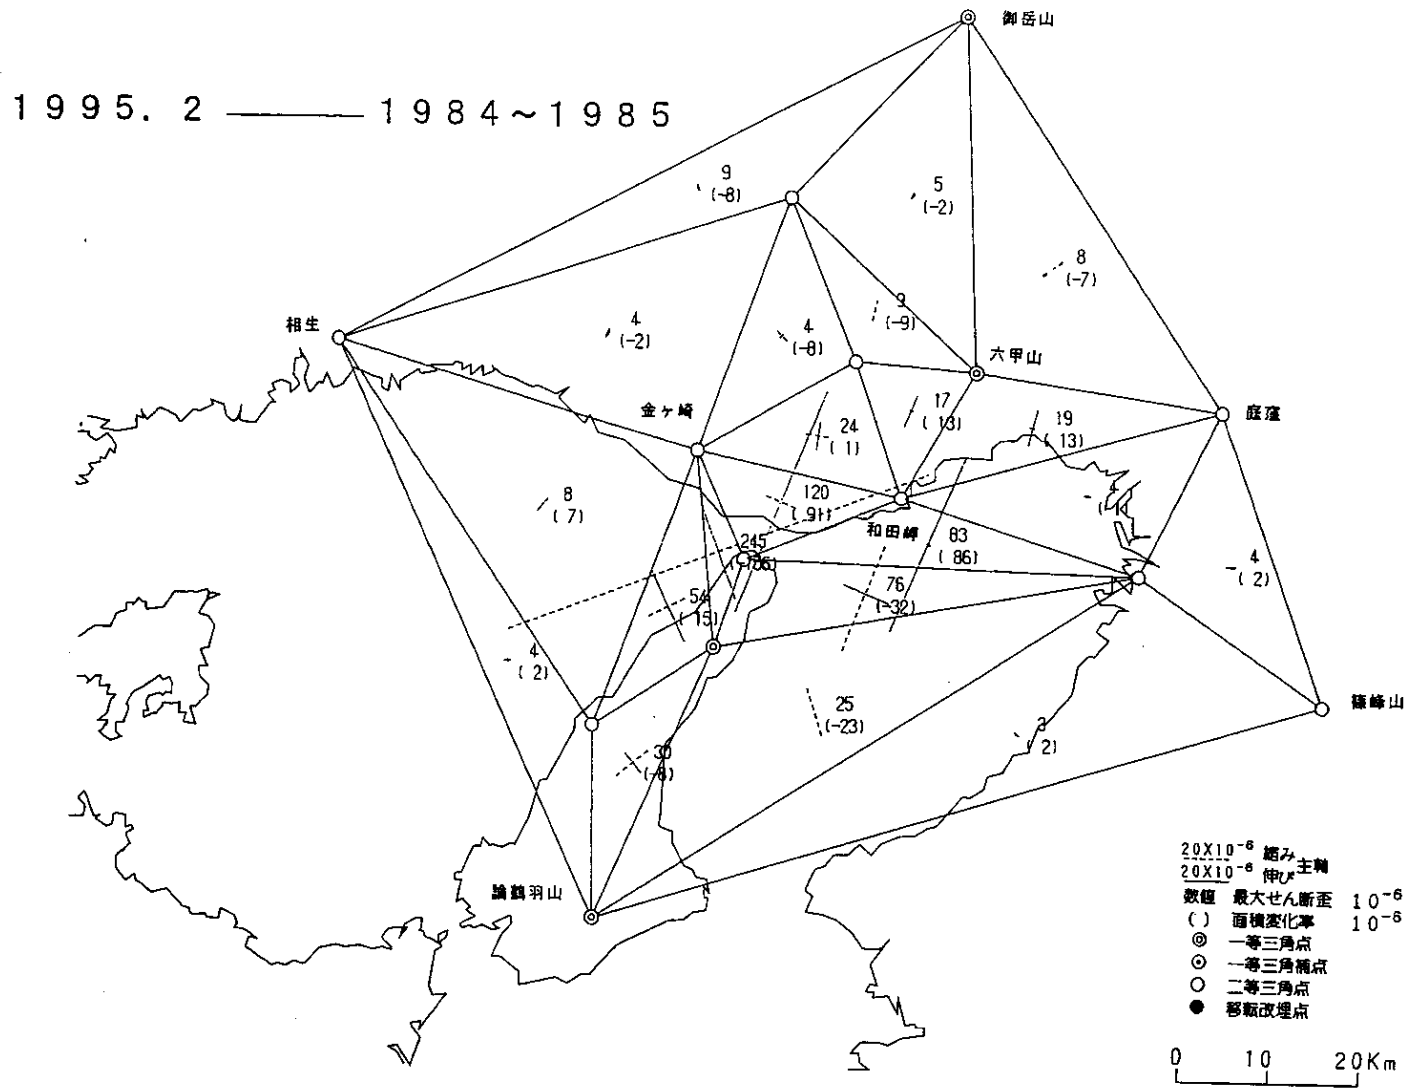 御岳山
1995.2 ——— 1984~1985
9
(-8)
5
(-2)
8
(-7)
相生
4
(-2)
4
(-8)
9
(-9)
六甲山
金ヶ崎
17
(13)
24
(1)
19
(13)
庭窪
8
(7)
120
(91)
和田岬
83
(86)
245
54
(15)
76
(-32)
4
(2)
4
(2)
25
(-23)
3
(2)
篠峰山
30
(-8)
諭鶴羽山
20X10⁻⁶ 縮み
主軸
20X10⁻⁶ 伸び
数値 最大せん断歪 10⁻⁶
( ) 面積変化率 10⁻⁶
一等三角点
一等三角補点
二等三角点
移転改埋点
0 10 20Km